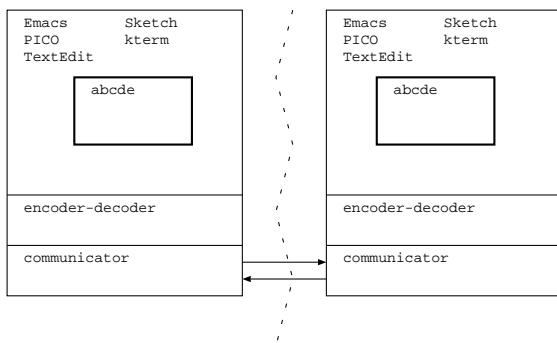 Emacs Sketch
PICO kterm
TextEdit
abcde
encoder-decoder
communicator
Emacs Sketch
PICO kterm
TextEdit
abcde
encoder-decoder
communicator